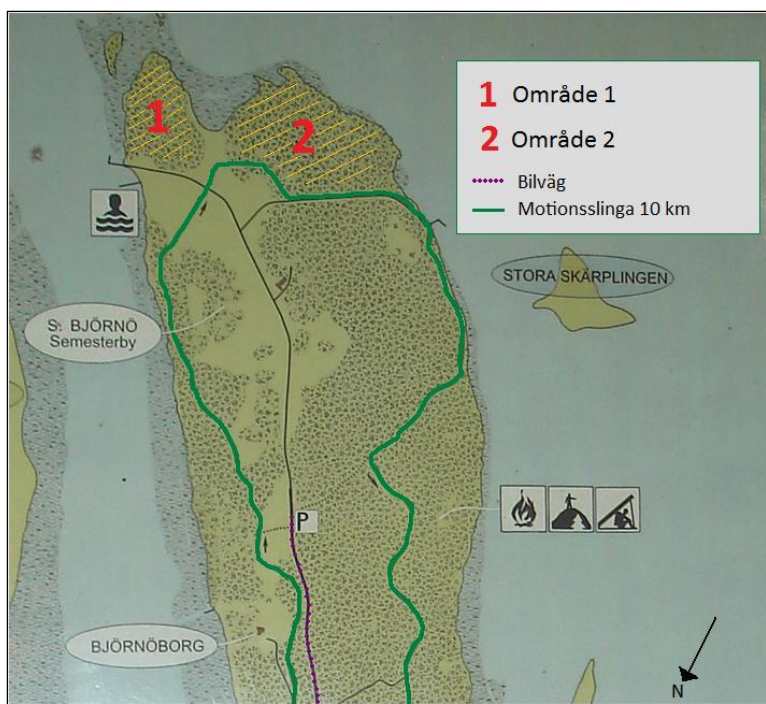 1
2
1 Område 1
2 Område 2
Bilväg
Motionsslinga 10 km
STORA SKÄRPLINGEN
S. BJÖRNÖ
Semesterby
P
BJÖRNÖBORG
N